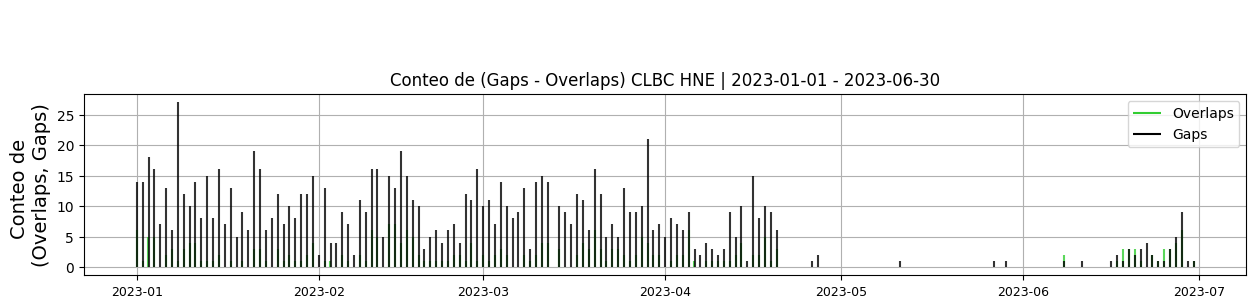 Conteo de (Gaps - Overlaps) CLBC HNE | 2023-01-01 - 2023-06-30
Conteo de
(Overlaps, Gaps)
25
20
15
10
5
0
Overlaps
Gaps
2023-01
2023-02
2023-03
2023-04
2023-05
2023-06
2023-07